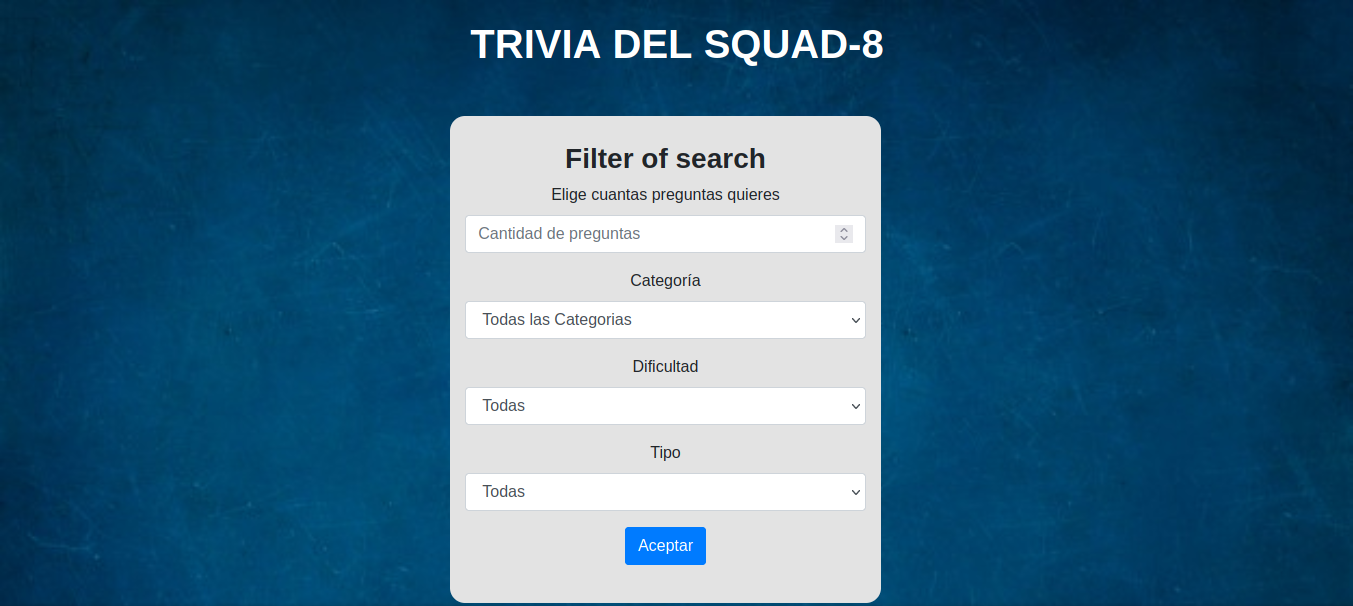 TRIVIA DEL SQUAD-8
Filter of search
Elige cuantas preguntas quieres
Cantidad de preguntas
Categoría
Todas las Categorias
Dificultad
Todas
Tipo
Todas
Aceptar